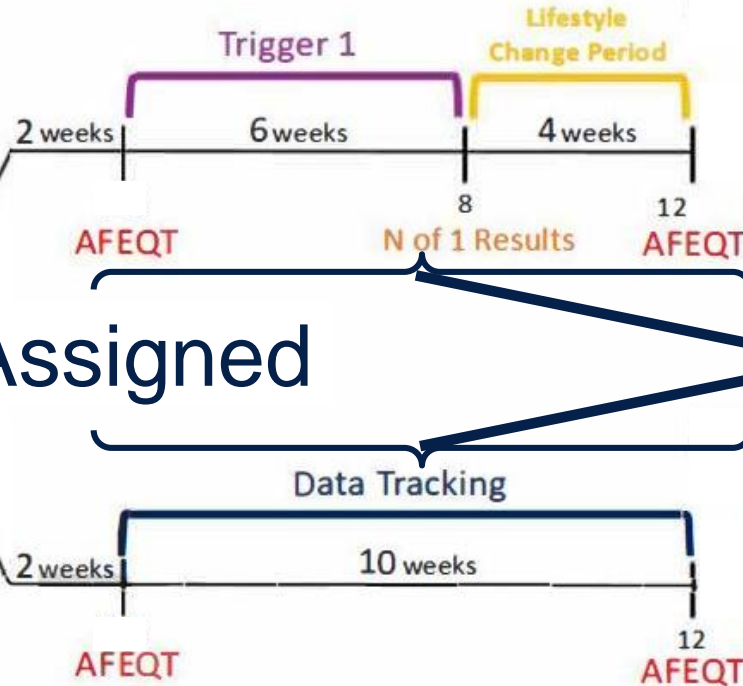 Lifestyle
Change Period
Trigger 1
2 weeks
6 weeks
4 weeks
8
12
AFEQT
N of 1 Results
AFEQT
Assigned
Data Tracking
2 weeks
10 weeks
12
AFEQT
AFEQT